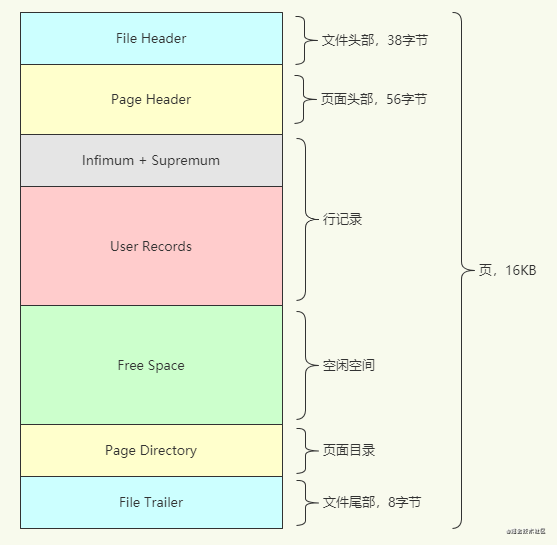 File Header
文件头部，38字节
Page Header
页面头部，56字节
Infimum + Supremum
行记录
User Records
页，16KB
Free Space
空闲空间
Page Directory
页面目录
File Trailer
文件尾部，8字节